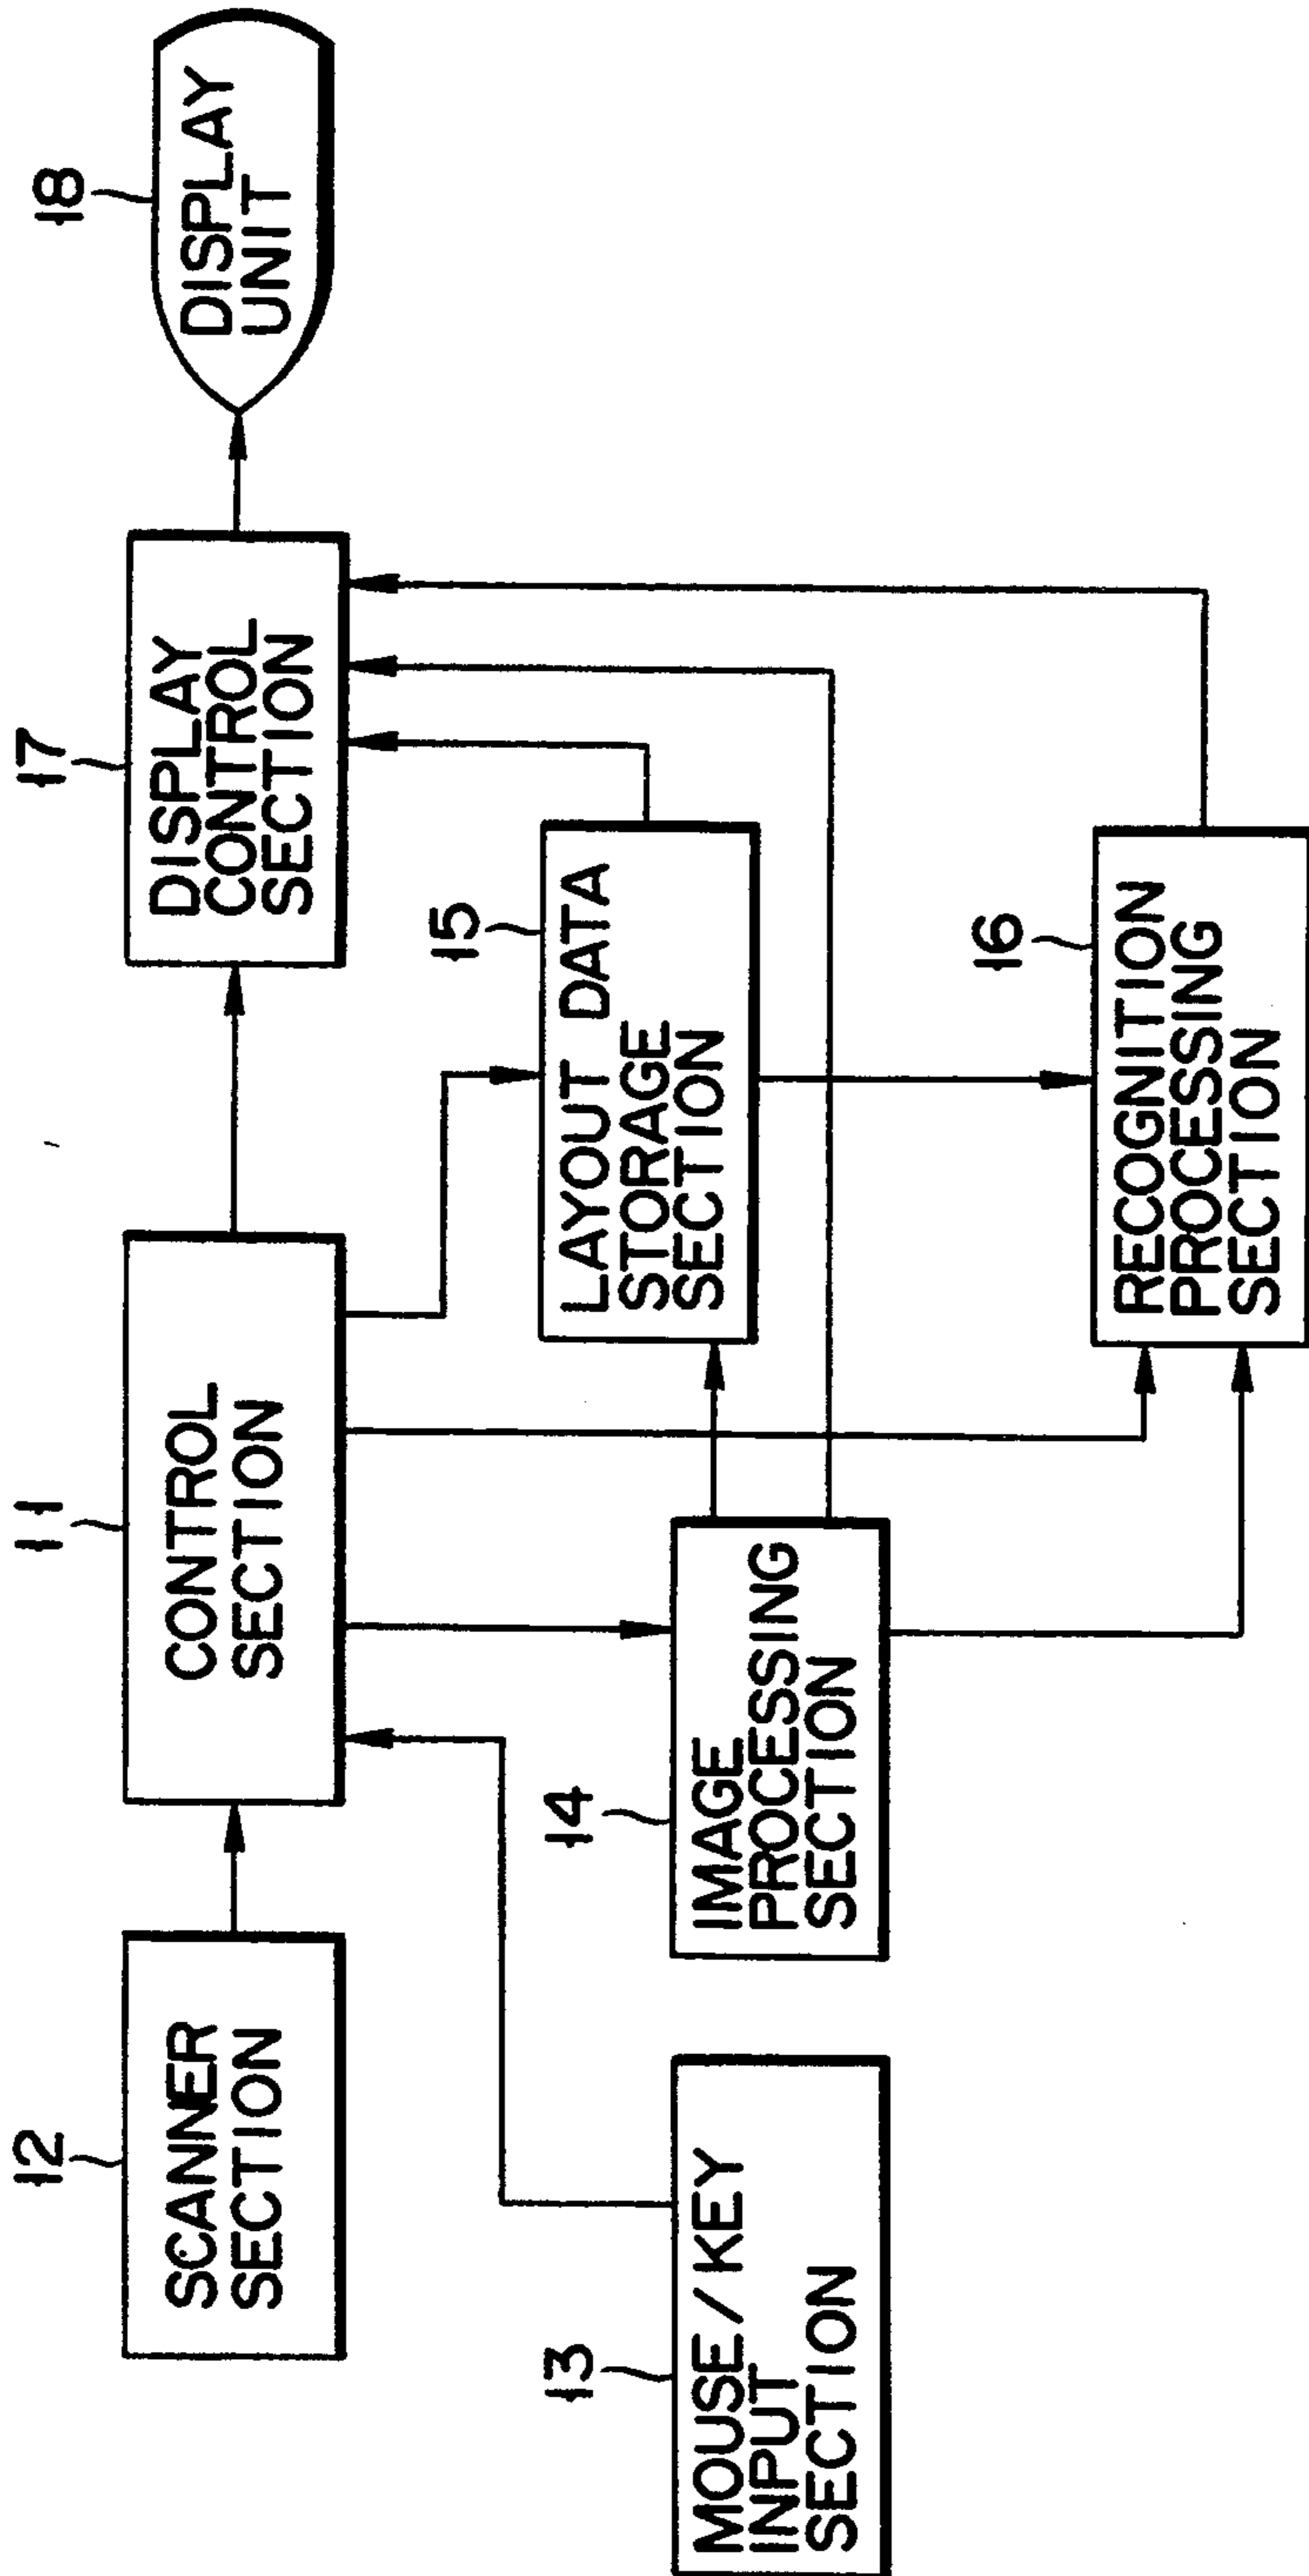 12
SCANNER
SECTION
11
CONTROL
SECTION
17
DISPLAY
CONTROL
SECTION
18
DISPLAY
UNIT
13
MOUSE/KEY
INPUT
SECTION
14
IMAGE
PROCESSING
SECTION
15
LAYOUT DATA
STORAGE
SECTION
16
RECOGNITION
PROCESSING
SECTION